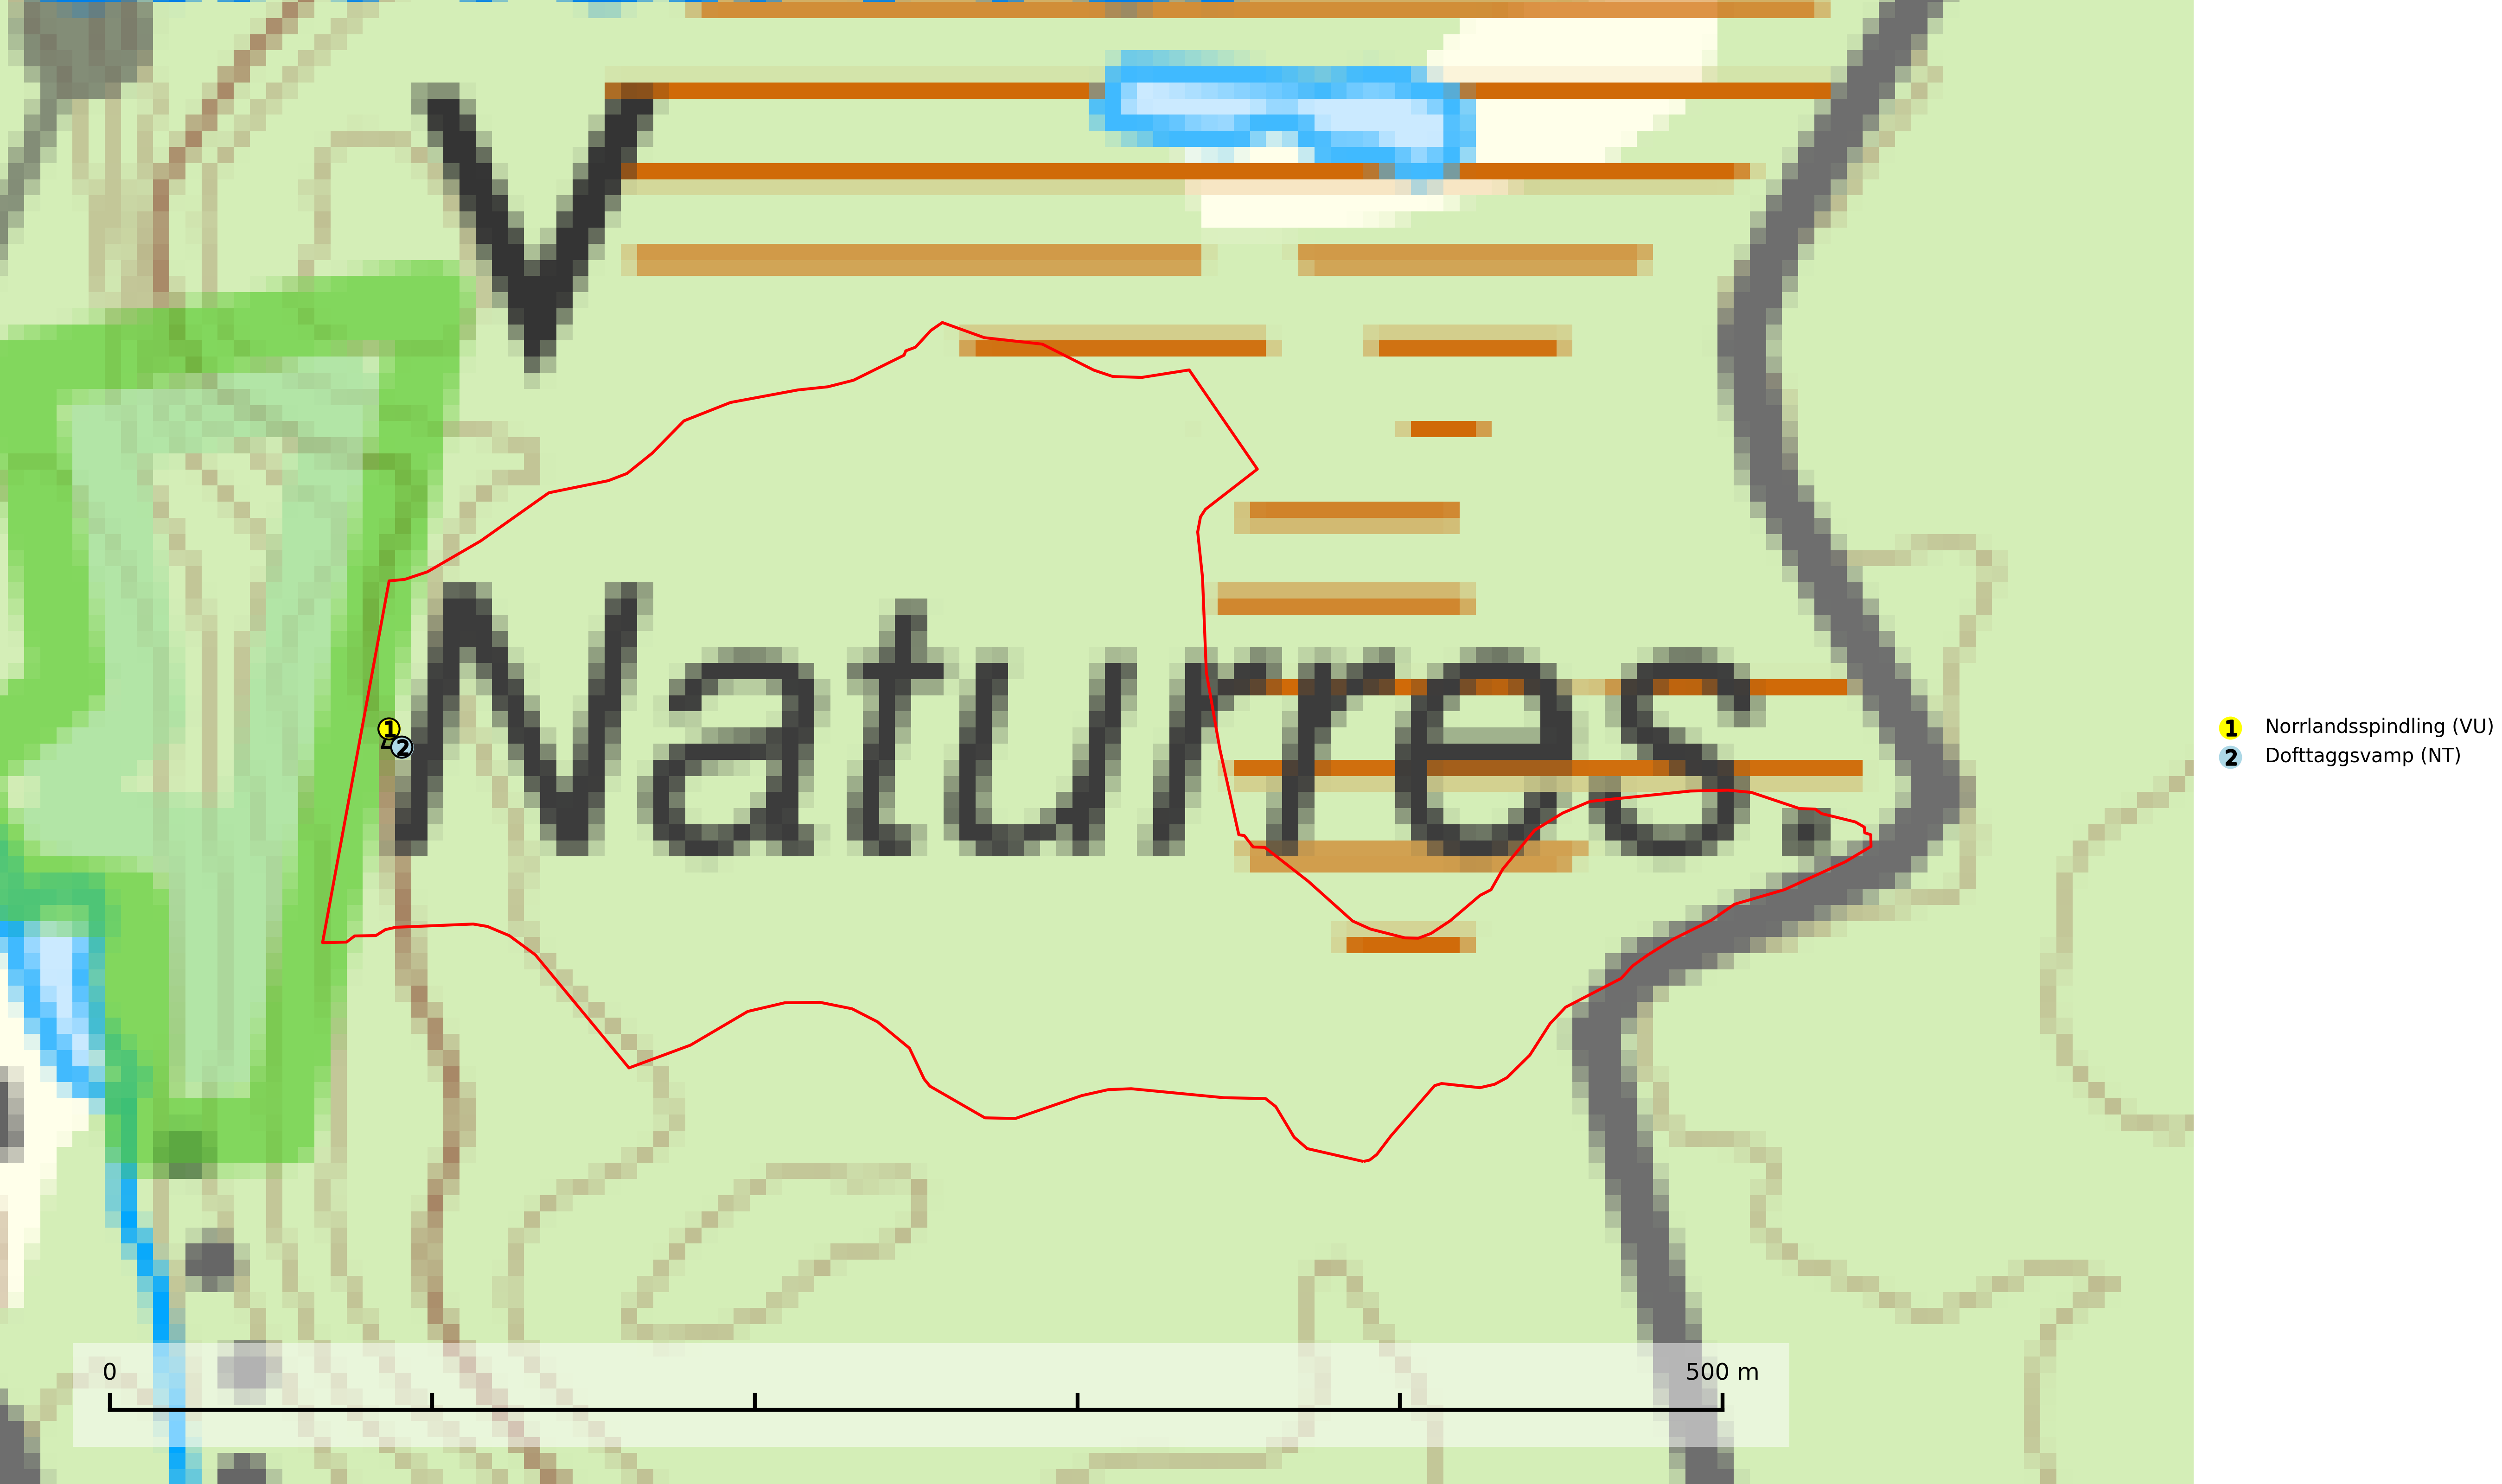 V
Naturres.
1 Norrlandsspindling (VU)
2 Dofttaggsvamp (NT)
1
2
0 500 m